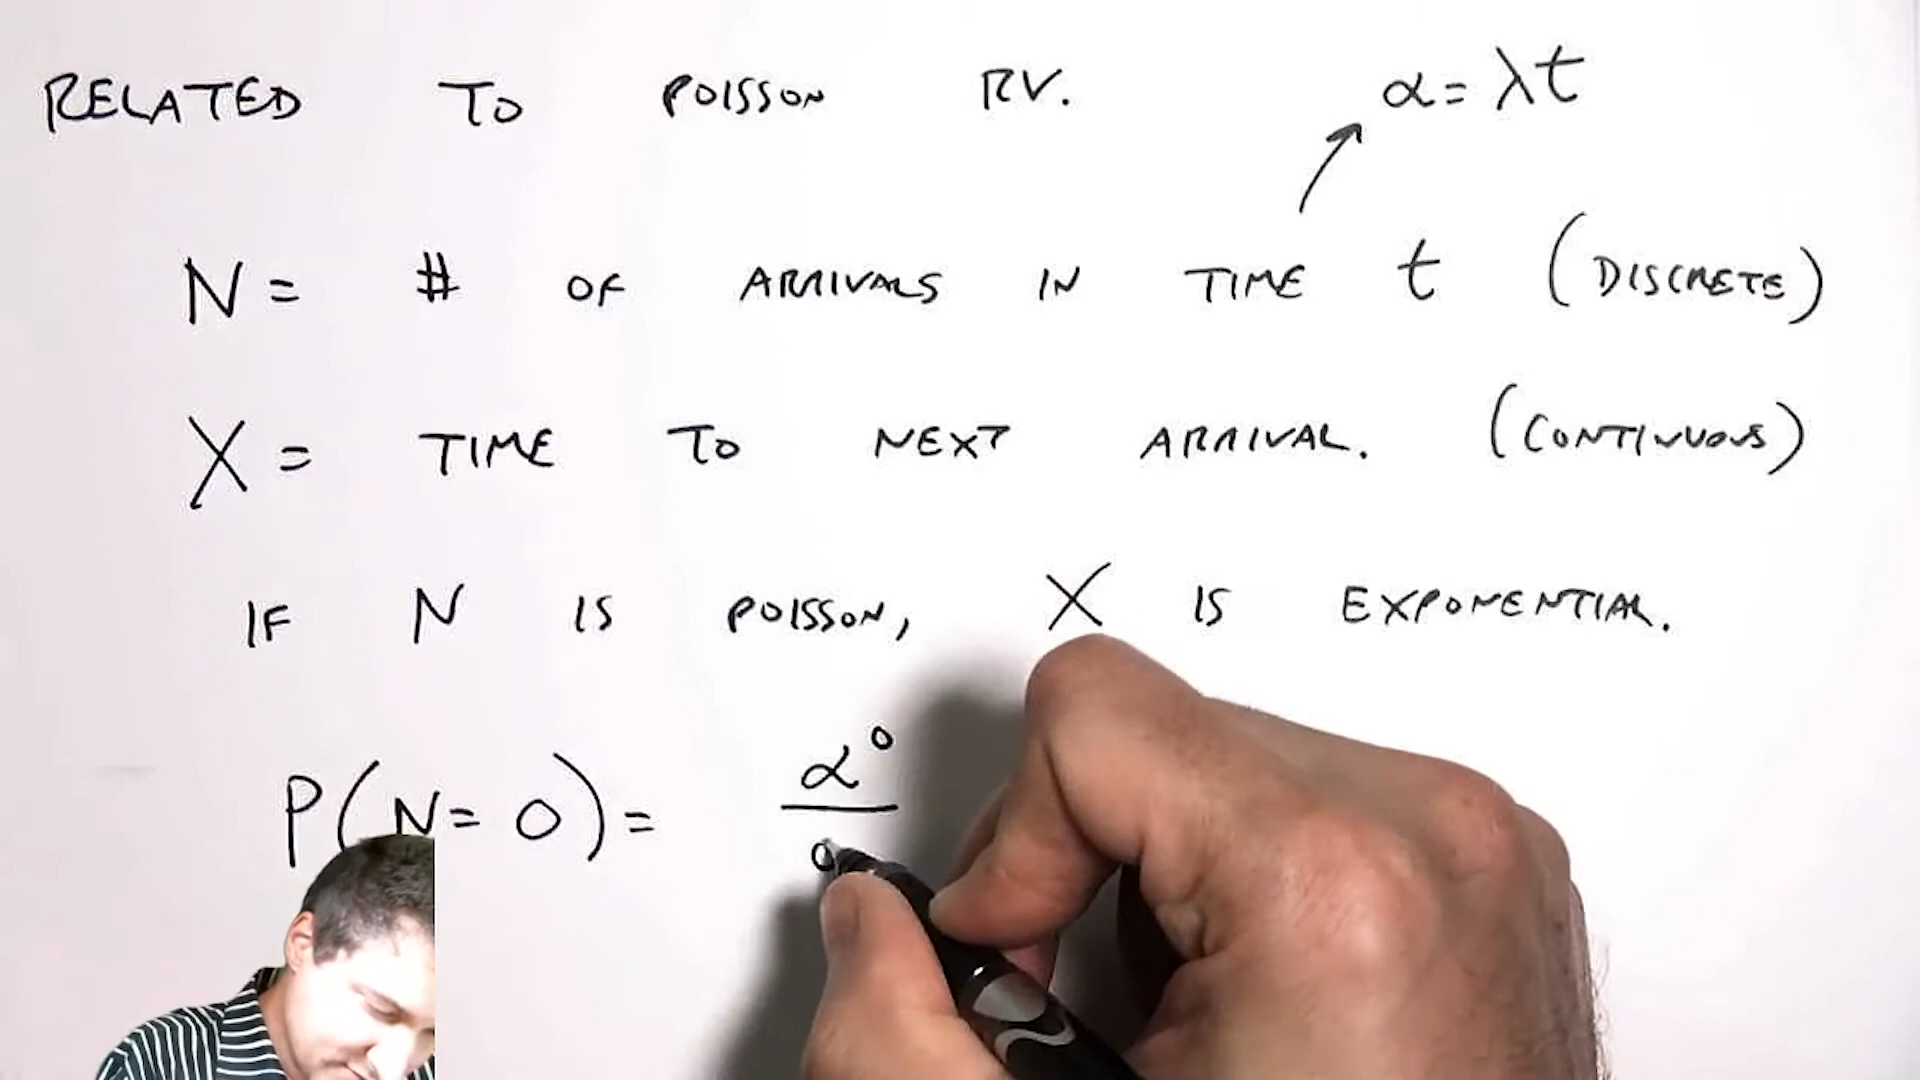 RELATED TO POISSON RV. α = λt
N = # OF ARRIVALS IN TIME t (DISCRETE)
X = TIME TO NEXT ARRIVAL. (CONTINUOUS)
IF N IS POISSON, X IS EXPONENTIAL.
P(N=0) = α⁰/0